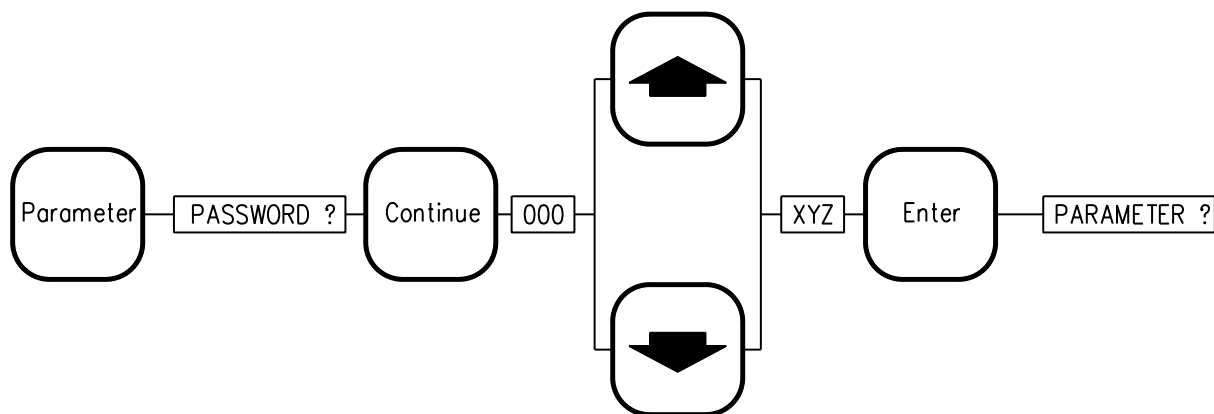 Parameter
PASSWORD ?
Continue
000
XYZ
Enter
PARAMETER ?